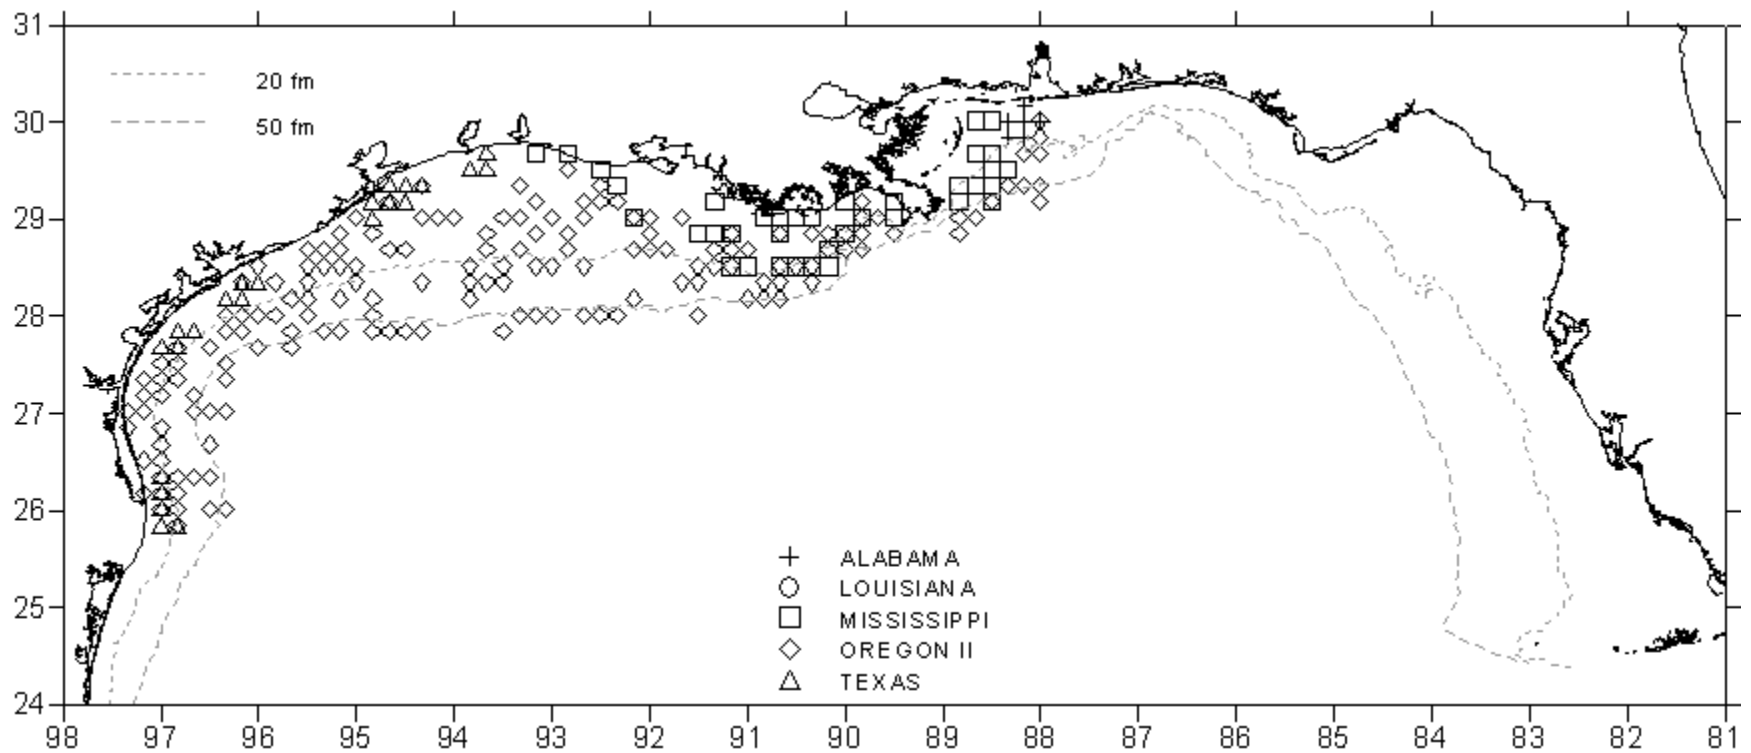 31
20 fm
30
50 fm
29
28
27
26
ALABAMA
25
LOUISIANA
MISSISSIPPI
OREGON II
TEXAS
24
98 97 96 95 94 93 92 91 90 89 88 87 86 85 84 83 82 81